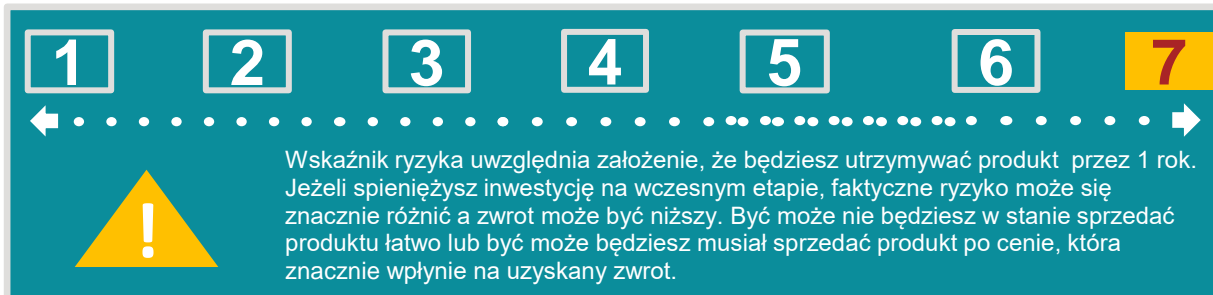 1 2 3 4 5 6 7
!
Wskaźnik ryzyka uwzględnia założenie, że będziesz utrzymywać produkt  przez 1 rok.
Jeżeli spieniężysz inwestycję na wczesnym etapie, faktyczne ryzyko może się
znacznie różnić a zwrot może być niższy. Być może nie będziesz w stanie sprzedać
produktu łatwo lub być może będziesz musiał sprzedać produkt po cenie, która
znacznie wpłynie na uzyskany zwrot.